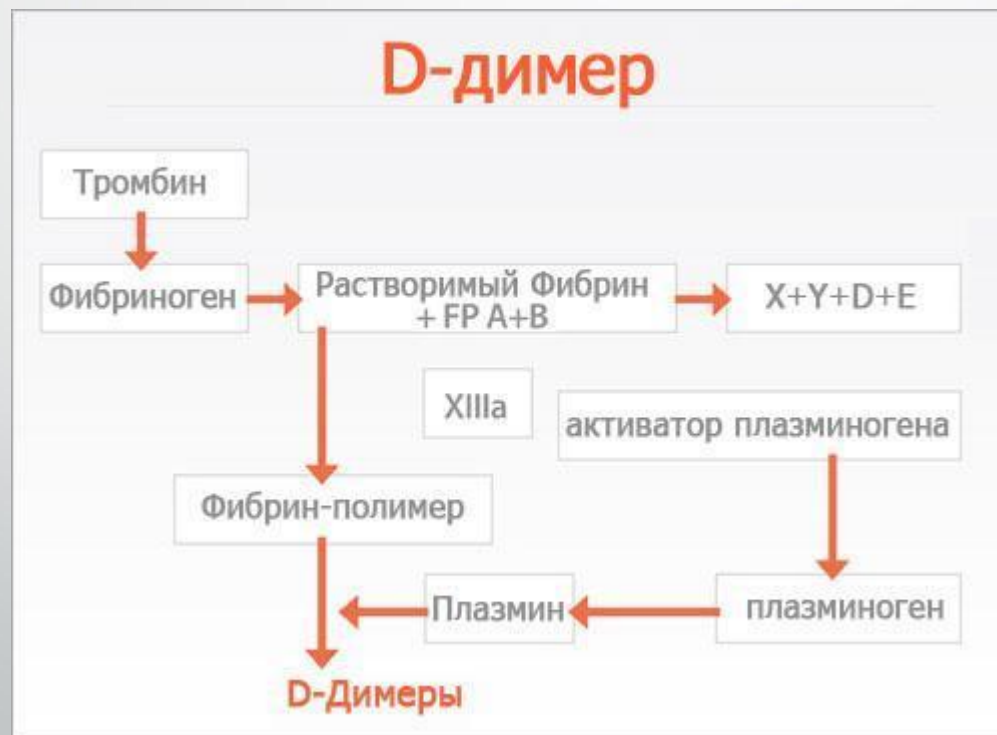 D-димер
Тромбин
Фибриноген
Растворимый Фибрин
+ FP A+B
X+Y+D+E
XIIIa
активатор плазминогена
Фибрин-полимер
Плазмин
плазминоген
D-Димеры